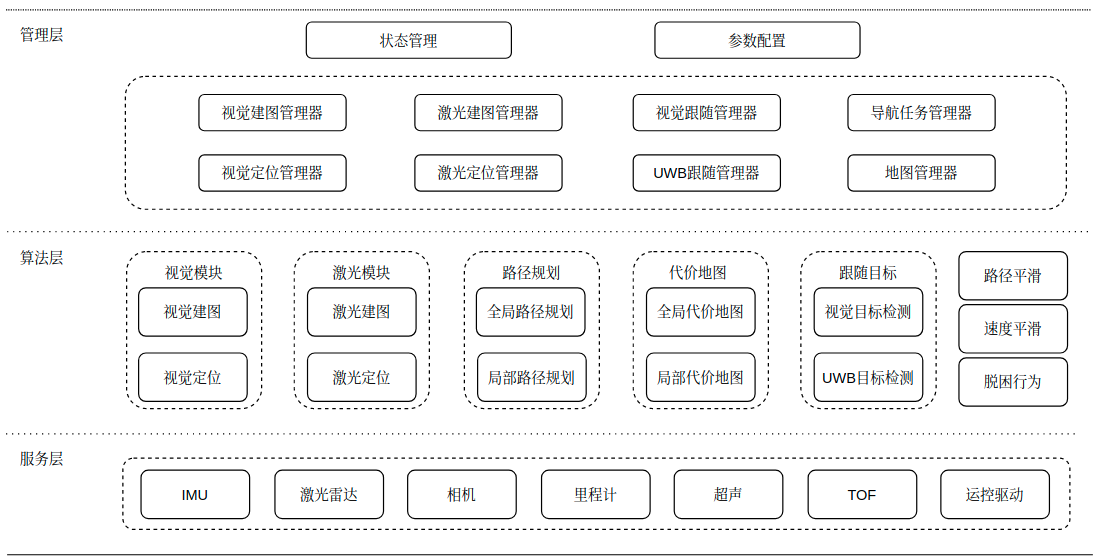 管理层
状态管理
参数配置
视觉建图管理器
激光建图管理器
视觉跟随管理器
导航任务管理器
视觉定位管理器
激光定位管理器
UWB跟随管理器
地图管理器
算法层
视觉模块
视觉建图
视觉定位
激光模块
激光建图
激光定位
路径规划
全局路径规划
局部路径规划
代价地图
全局代价地图
局部代价地图
跟随目标
视觉目标检测
UWB目标检测
路径平滑
速度平滑
脱困行为
服务层
IMU
激光雷达
相机
里程计
超声
TOF
运控驱动